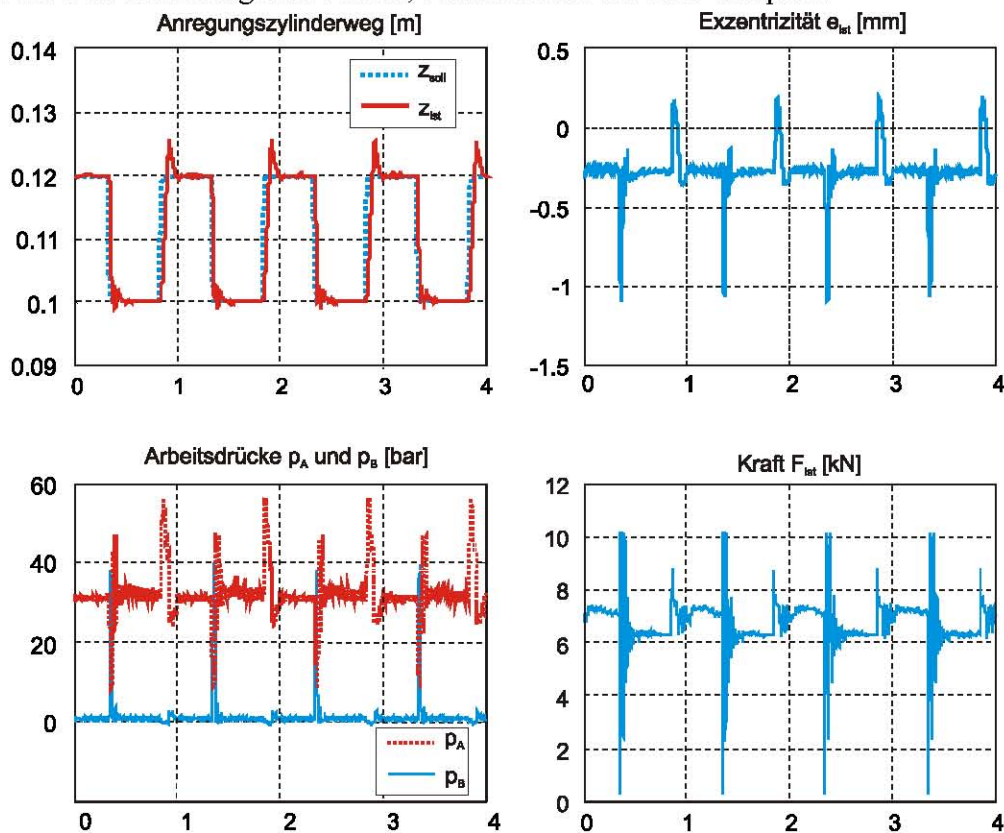 Anregungszylinderweg [m]
0.14
0.13
0.12
0.11
0.1
0.09
0 1 2 3 4
z_soll
z_ist
Exzentrizität e_ist [mm]
0.5
0
-0.5
-1
-1.5
0 1 2 3 4
Arbeitsdrücke p_A und p_B [bar]
60
40
20
0
0 1 2 3 4
p_A
p_B
Kraft F_ist [kN]
12
10
8
6
4
2
0
0 1 2 3 4